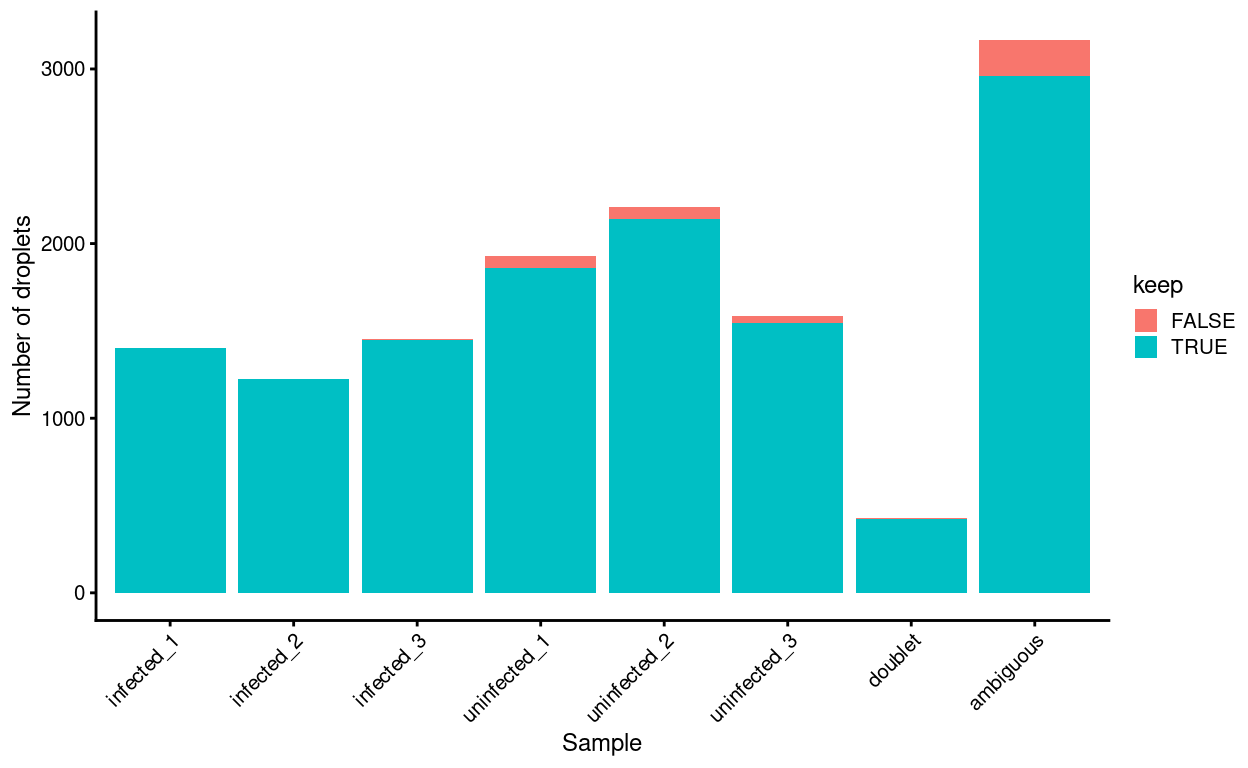 3000
2000
1000
0
Number of droplets
infected_1
infected_2
infected_3
uninfected_1
uninfected_2
uninfected_3
doublet
ambiguous
Sample
keep
FALSE
TRUE